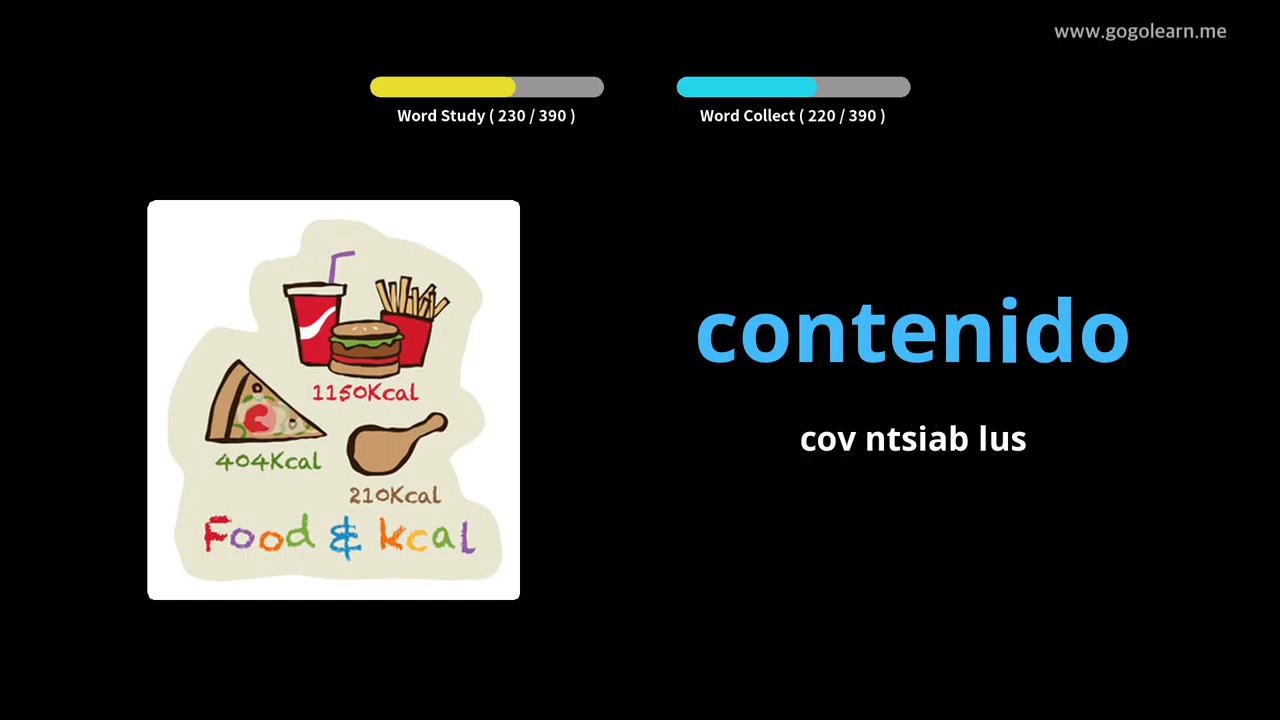 www.gogolearn.me
Word Study ( 230 / 390 )
Word Collect ( 220 / 390 )
1150Kcal
404Kcal
210Kcal
Food & kcal
contenido
cov ntsiab lus